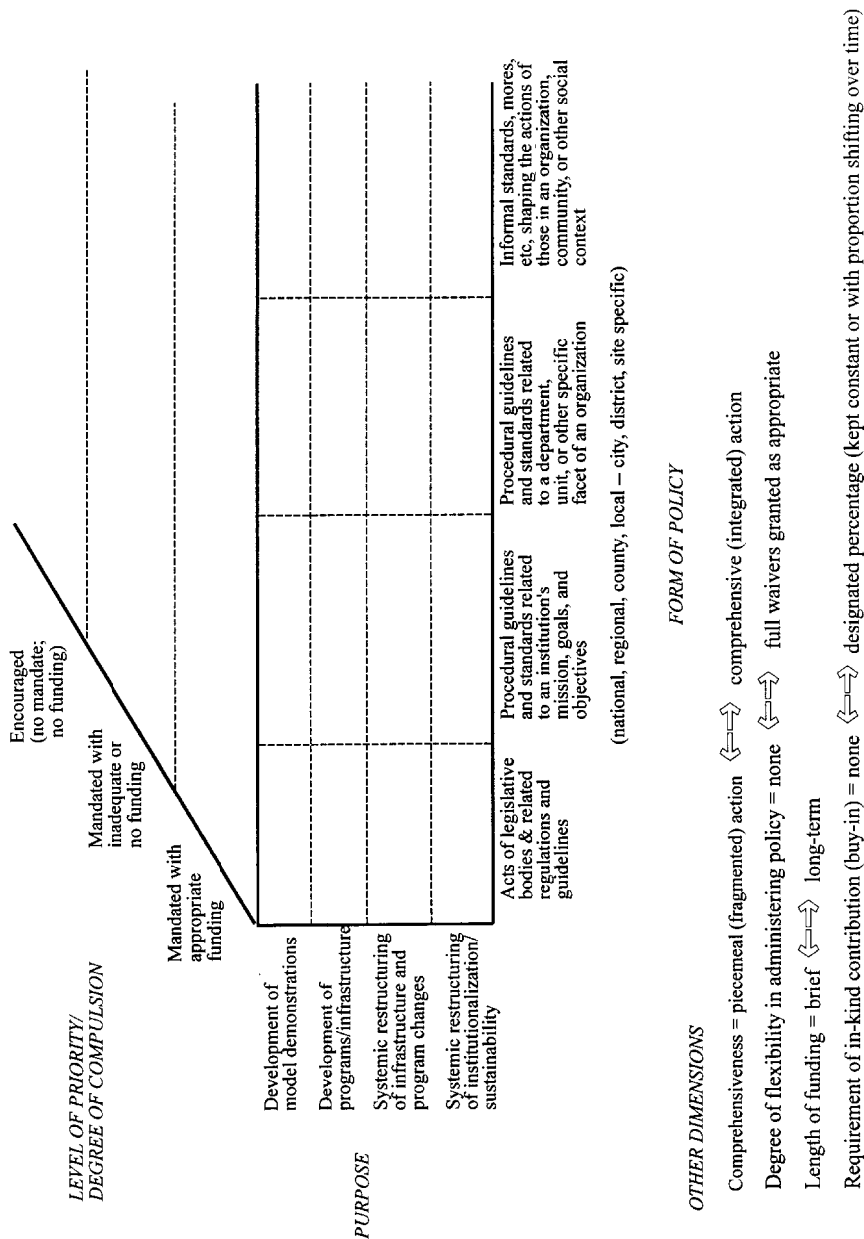 LEVEL OF PRIORITY/
DEGREE OF COMPULSION
Encouraged
(no mandate;
no funding)
Mandated with
inadequate or
no funding
Mandated with
appropriate
funding
PURPOSE
Development of
model demonstrations
Development of
programs/infrastructure
Systemic restructuring
of infrastructure and
program changes
Systemic restructuring
of institutionalization/
sustainability
Acts of legislative
bodies & related
regulations and
guidelines
Procedural guidelines
and standards related
to an institution's
mission, goals, and
objectives
Procedural guidelines
and standards related
to a department,
unit, or other specific
facet of an organization
Informal standards, mores,
etc, shaping the actions of
those in an organization,
community, or other social
context
(national, regional, county, local – city, district, site specific)
FORM OF POLICY
OTHER DIMENSIONS
Comprehensiveness = piecemeal (fragmented) action ⇐⇒ comprehensive (integrated) action
Degree of flexibility in administering policy = none ⇐⇒ full waivers granted as appropriate
Length of funding = brief ⇐⇒ long-term
Requirement of in-kind contribution (buy-in) = none ⇐⇒ designated percentage (kept constant or with proportion shifting over time)